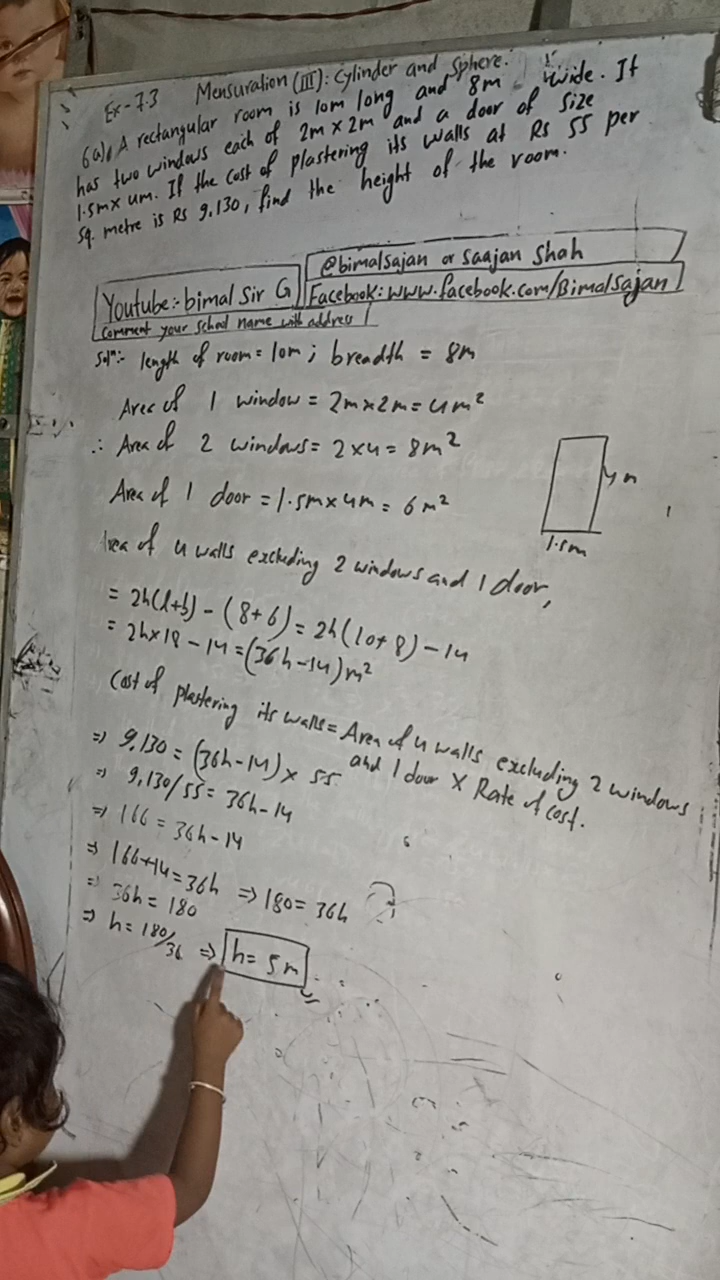 Ex-7.3 Mensuration (III): Cylinder and Sphere.
6a) A rectangular room is 10m long and 8m wide. It
has two windows each of 2m×2m and a door of size
1.5m×4m. If the cost of plastering its walls at Rs 55 per
sq. metre is Rs 9,130, find the height of the room.
Youtube:- bimal Sir G
@bimalsajan or Saajan Shah
Facebook: www.facebook.com/Bimalsajan
Comment your school name with address
Solⁿ:- length of room = 10m ; breadth = 8m
Area of 1 window = 2m×2m = 4m²
∴ Area of 2 windows = 2×4 = 8m²
Area of 1 door = 1.5m×4m = 6m²
4m
1.5m
Area of 4 walls excluding 2 windows and 1 door,
= 2h(l+b) - (8+6) = 2h(10+8) - 14
= 2h×18 - 14 = (36h-14)m²
Cost of plastering its walls = Area of 4 walls excluding 2 windows
and 1 door × Rate of cost.
⇒ 9,130 = (36h-14) × 55
⇒ 9,130/55 = 36h-14
⇒ 166 = 36h-14
⇒ 166+14 = 36h ⇒ 180 = 36h
⇒ 36h = 180
⇒ h = 180/36 ⇒ h = 5m